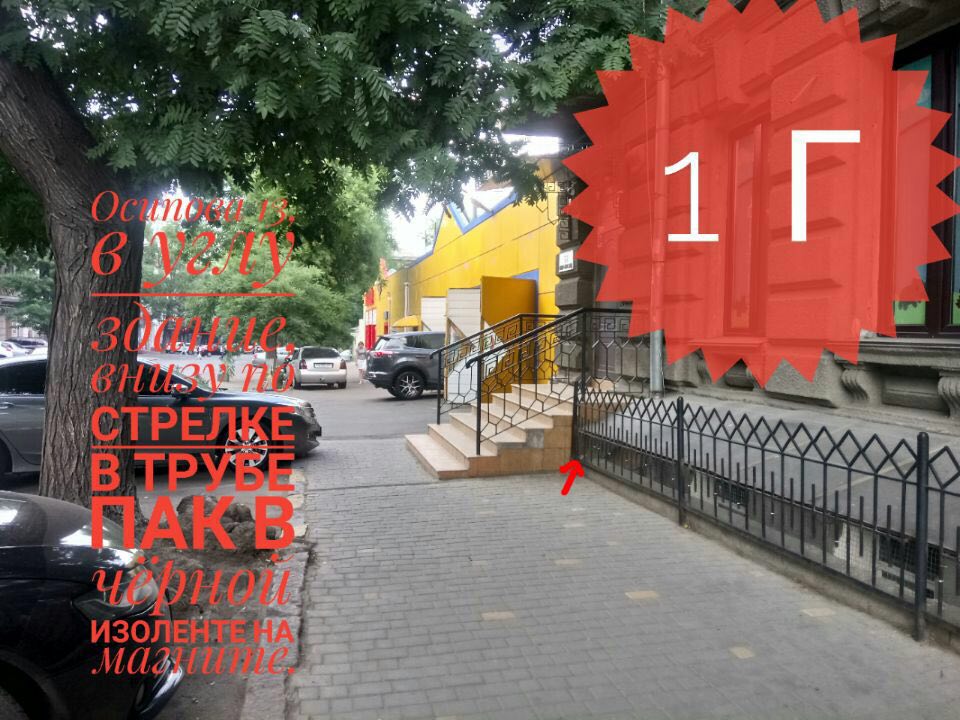 Осипова 13,
в углу
здание,
внизу по
СТРЕЛКЕ
В ТРУБЕ
ПАК В
чёрной
ИЗОЛЕНТЕ НА
магните.
1 Г